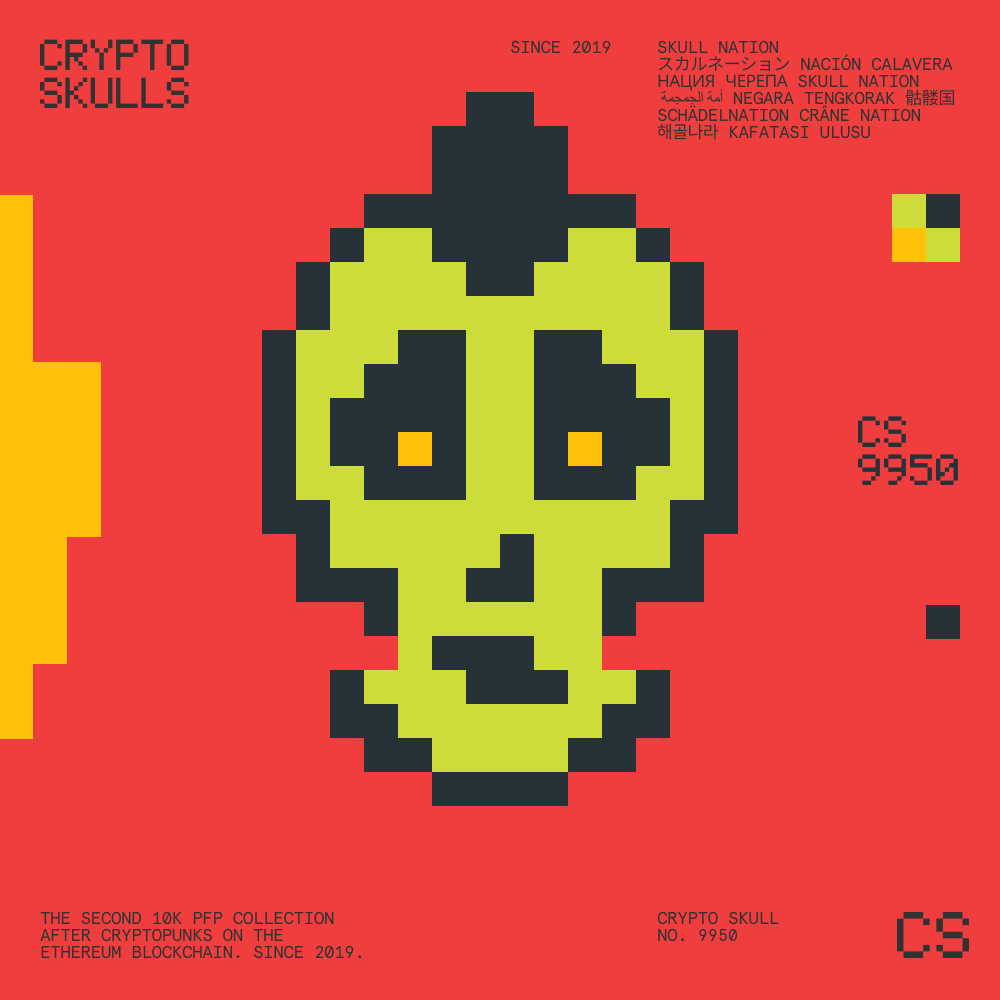 CRYPTO
SKULLS
SINCE 2019
SKULL NATION
スカルネーション NACIÓN CALAVERA
НАЦИЯ ЧЕРЕПА SKULL NATION
أمة الجمجمة NEGARA TENGKORAK 骷髅国
SCHÄDELNATION CRÂNE NATION
해골나라 KAFATASI ULUSU
CS
9950
THE SECOND 10K PFP COLLECTION
AFTER CRYPTOPUNKS ON THE
ETHEREUM BLOCKCHAIN. SINCE 2019.
CRYPTO SKULL
NO. 9950
CS